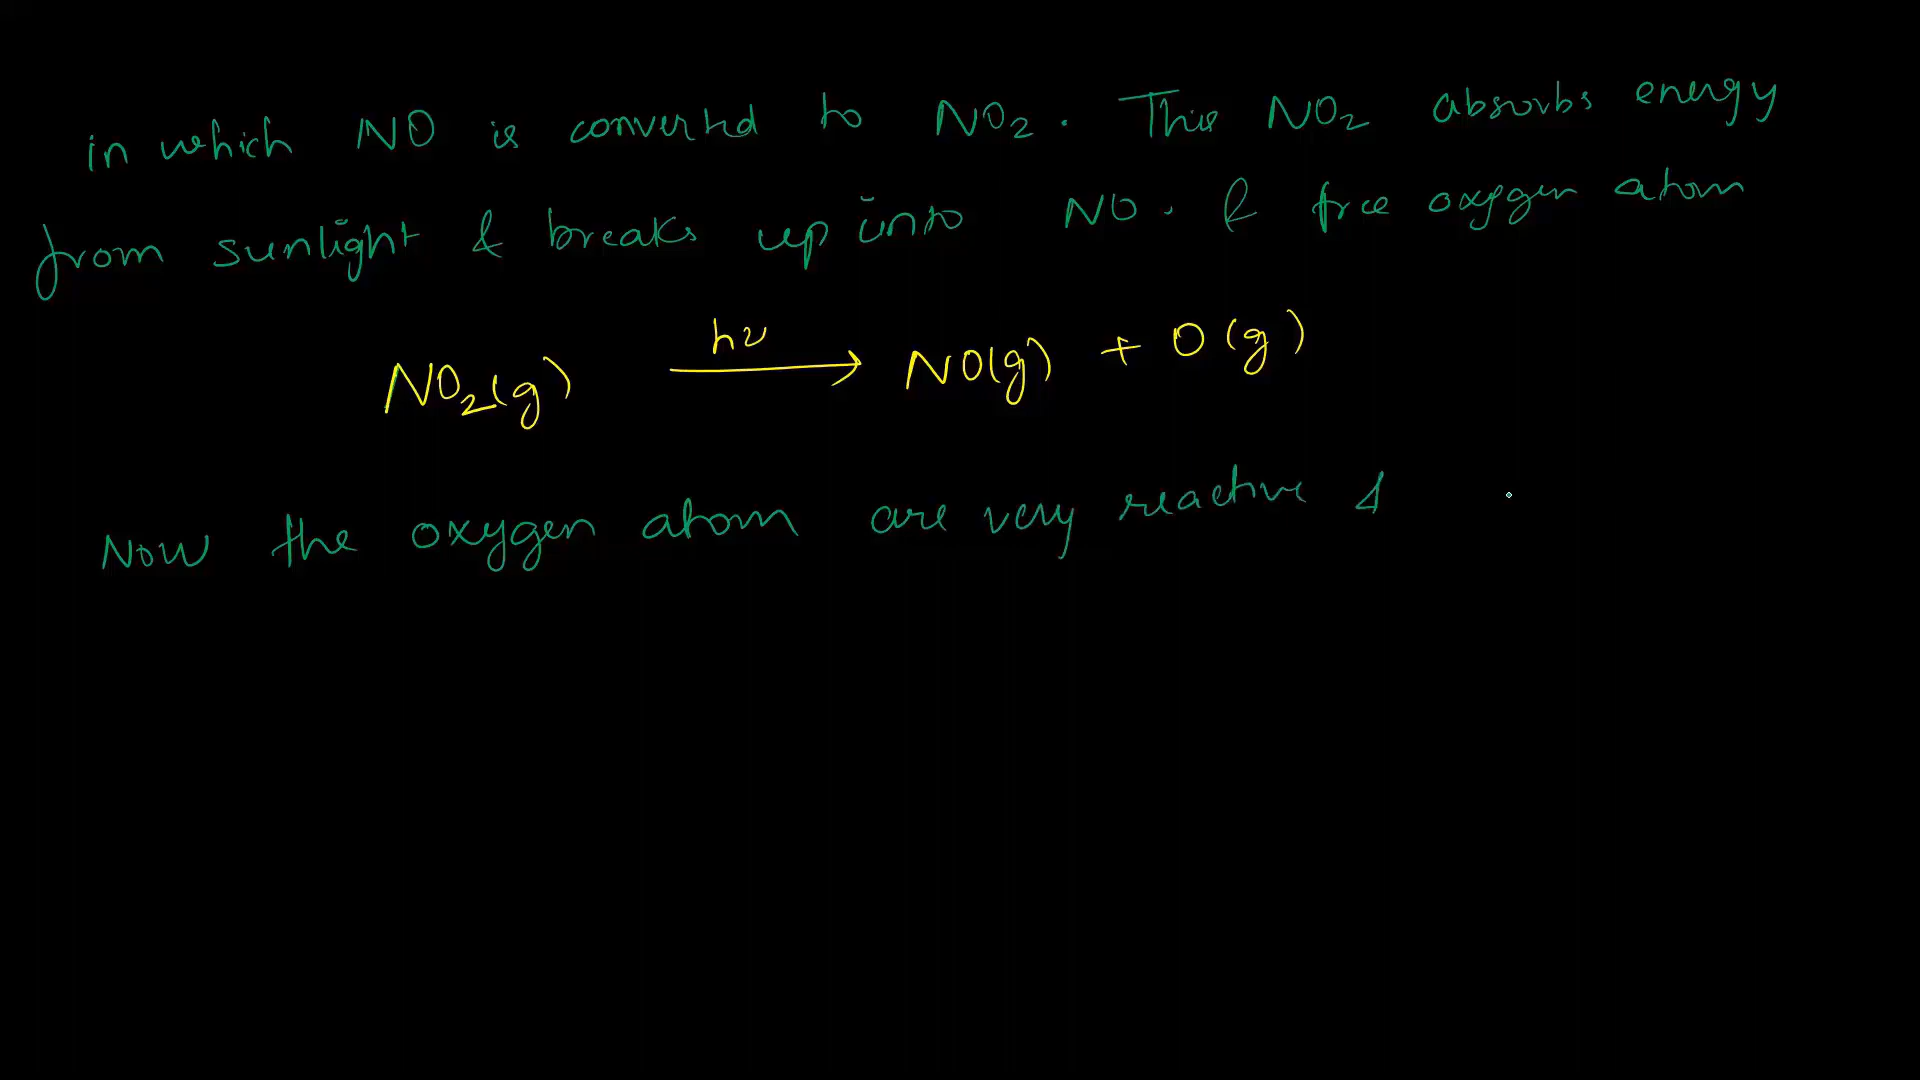 in which NO is converted to NO₂. This NO₂ absorbs energy
from sunlight & breaks up into NO. & free oxygen atom
NO₂(g) hν → NO(g) + O(g)
Now the oxygen atom are very reactive &